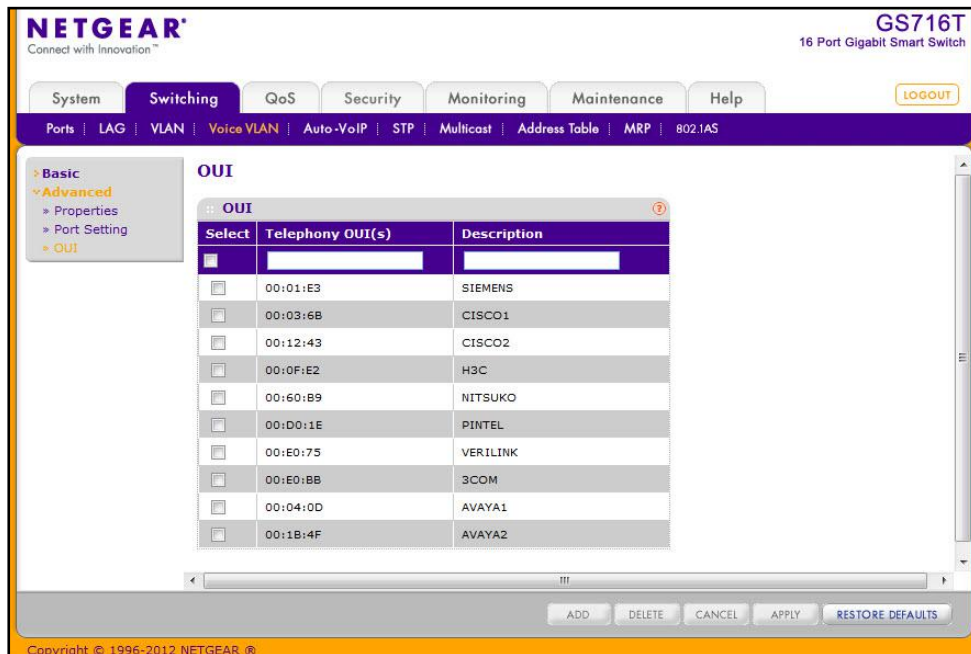 NETGEAR®
Connect with Innovation™
GS716T
16 Port Gigabit Smart Switch
System Switching QoS Security Monitoring Maintenance Help LOGOUT
Ports LAG VLAN Voice VLAN Auto-VoIP STP Multicast Address Table MRP 802.1AS
Basic
Advanced
» Properties
» Port Setting
» OUI
OUI
OUI ?
Select Telephony OUI(s) Description
00:01:E3 SIEMENS
00:03:6B CISCO1
00:12:43 CISCO2
00:0F:E2 H3C
00:60:B9 NITSUKO
00:D0:1E PINTEL
00:E0:75 VERILINK
00:E0:BB 3COM
00:04:0D AVAYA1
00:1B:4F AVAYA2
ADD DELETE CANCEL APPLY RESTORE DEFAULTS
Copyright © 1996-2012 NETGEAR ®